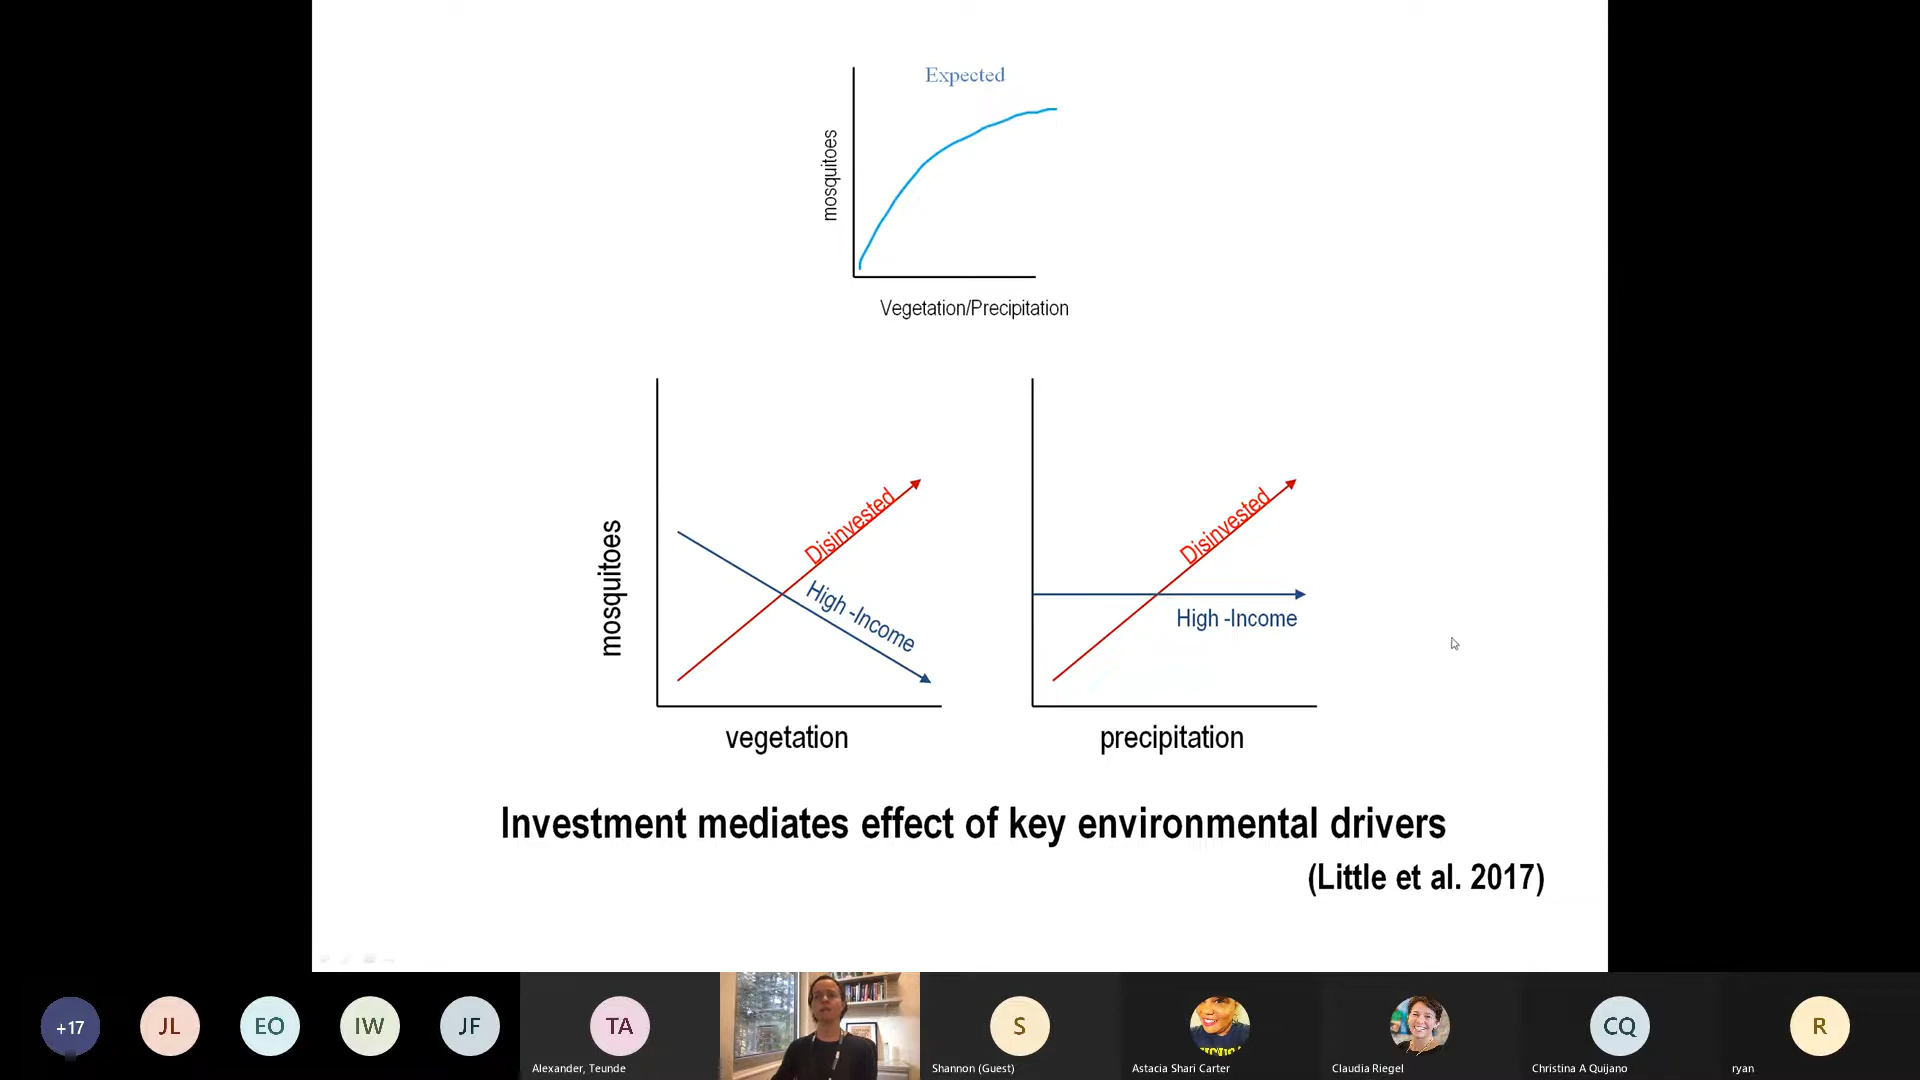 Expected
mosquitoes
Vegetation/Precipitation
mosquitoes
Disinvested
High -Income
vegetation
Disinvested
High -Income
precipitation
Investment mediates effect of key environmental drivers
(Little et al. 2017)
+17
JL
EO
IW
JF
TA
Alexander, Teunde
S
Shannon (Guest)
Astacia Shari Carter
Claudia Riegel
CQ
Christina A Quijano
R
ryan